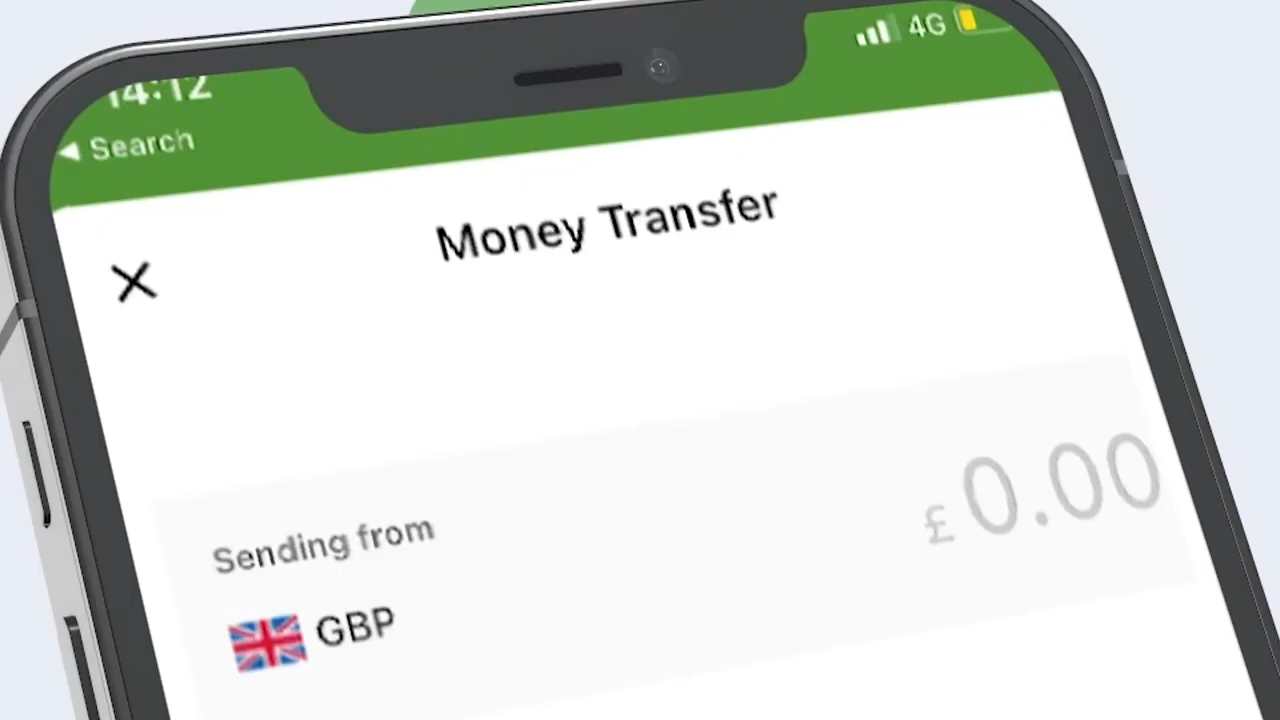 14:12
4G
◀ Search
Money Transfer
Sending from
£0.00
GBP